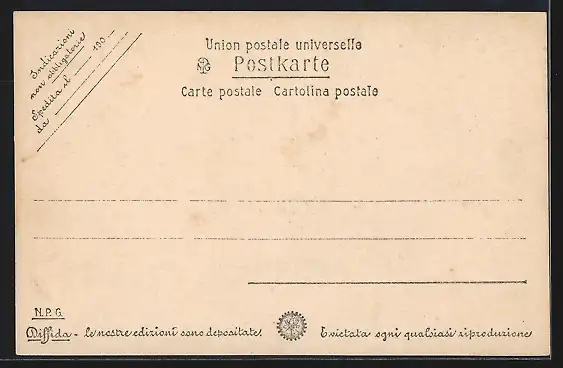 Indicazioni
non obbligatorie
Spedita il 190
da
Union postale universelle
Postkarte
Carte postale Cartolina postale
N.P.G.
Diffida - le nostre edizioni sono depositate. È vietata ogni qualsiasi riproduzione